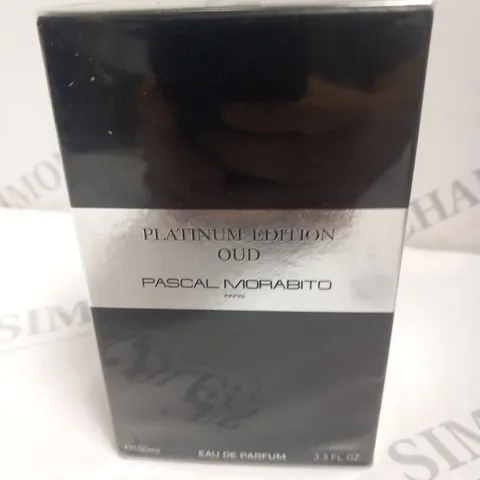 PLATINUM EDITION
OUD
PASCAL MORABITO
PARIS
EAU DE PARFUM 3.3 FL.OZ